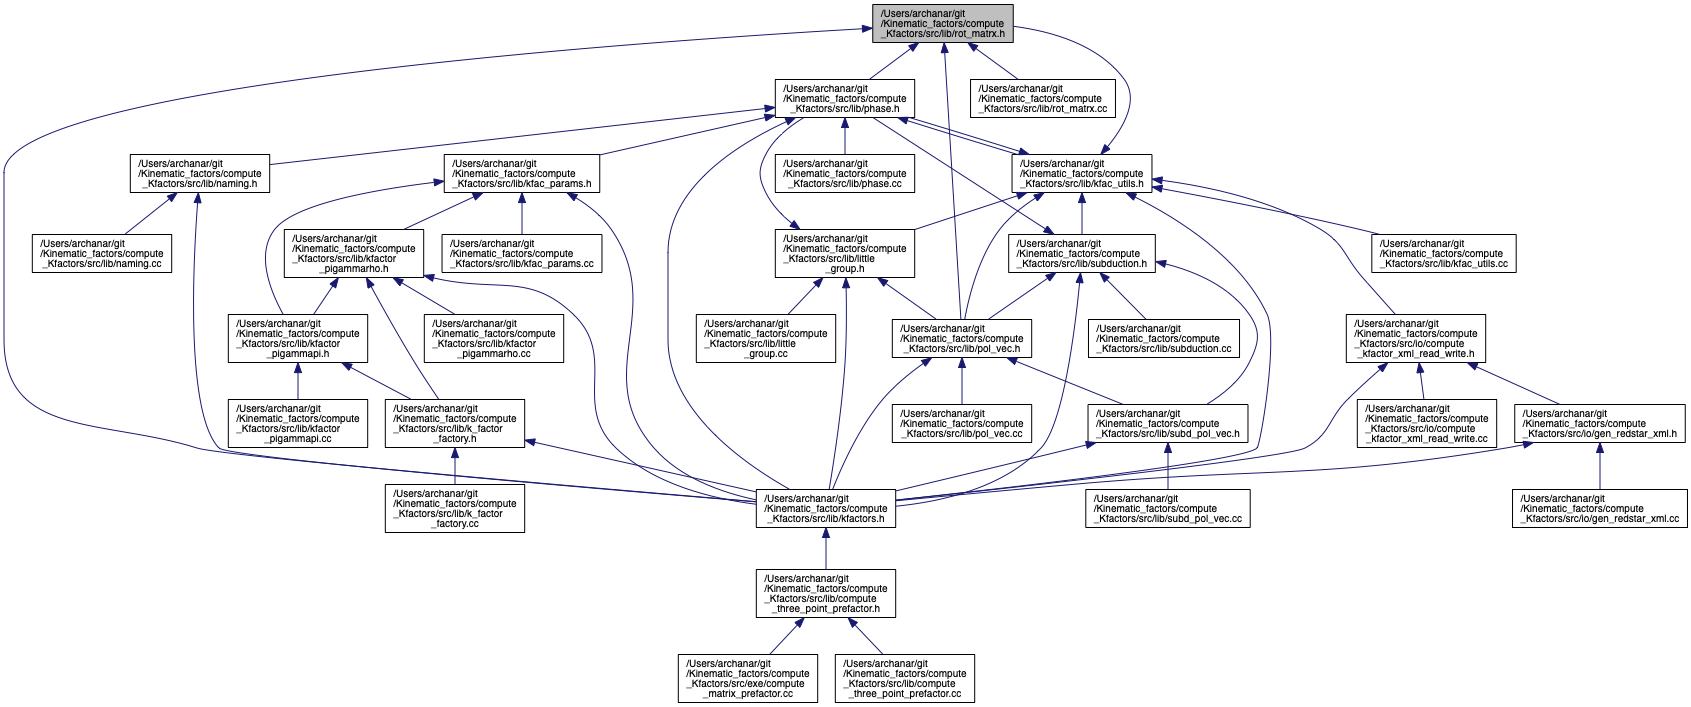 /Users/archanar/git
/Kinematic_factors/compute
_Kfactors/src/lib/rot_matrx.h
/Users/archanar/git
/Kinematic_factors/compute
_Kfactors/src/lib/phase.h
/Users/archanar/git
/Kinematic_factors/compute
_Kfactors/src/lib/rot_matrx.cc
/Users/archanar/git
/Kinematic_factors/compute
_Kfactors/src/lib/naming.h
/Users/archanar/git
/Kinematic_factors/compute
_Kfactors/src/lib/kfac_params.h
/Users/archanar/git
/Kinematic_factors/compute
_Kfactors/src/lib/phase.cc
/Users/archanar/git
/Kinematic_factors/compute
_Kfactors/src/lib/kfac_utils.h
/Users/archanar/git
/Kinematic_factors/compute
_Kfactors/src/lib/naming.cc
/Users/archanar/git
/Kinematic_factors/compute
_Kfactors/src/lib/kfactor
_pigammarho.h
/Users/archanar/git
/Kinematic_factors/compute
_Kfactors/src/lib/kfac_params.cc
/Users/archanar/git
/Kinematic_factors/compute
_Kfactors/src/lib/little
_group.h
/Users/archanar/git
/Kinematic_factors/compute
_Kfactors/src/lib/subduction.h
/Users/archanar/git
/Kinematic_factors/compute
_Kfactors/src/lib/kfac_utils.cc
/Users/archanar/git
/Kinematic_factors/compute
_Kfactors/src/lib/kfactor
_pigammapi.h
/Users/archanar/git
/Kinematic_factors/compute
_Kfactors/src/lib/kfactor
_pigammarho.cc
/Users/archanar/git
/Kinematic_factors/compute
_Kfactors/src/lib/little
_group.cc
/Users/archanar/git
/Kinematic_factors/compute
_Kfactors/src/lib/pol_vec.h
/Users/archanar/git
/Kinematic_factors/compute
_Kfactors/src/lib/subduction.cc
/Users/archanar/git
/Kinematic_factors/compute
_Kfactors/src/io/compute
_kfactor_xml_read_write.h
/Users/archanar/git
/Kinematic_factors/compute
_Kfactors/src/lib/kfactor
_pigammapi.cc
/Users/archanar/git
/Kinematic_factors/compute
_Kfactors/src/lib/k_factor
_factory.h
/Users/archanar/git
/Kinematic_factors/compute
_Kfactors/src/lib/pol_vec.cc
/Users/archanar/git
/Kinematic_factors/compute
_Kfactors/src/lib/subd_pol_vec.h
/Users/archanar/git
/Kinematic_factors/compute
_Kfactors/src/io/compute
_kfactor_xml_read_write.cc
/Users/archanar/git
/Kinematic_factors/compute
_Kfactors/src/io/gen_redstar_xml.h
/Users/archanar/git
/Kinematic_factors/compute
_Kfactors/src/lib/k_factor
_factory.cc
/Users/archanar/git
/Kinematic_factors/compute
_Kfactors/src/lib/kfactors.h
/Users/archanar/git
/Kinematic_factors/compute
_Kfactors/src/lib/subd_pol_vec.cc
/Users/archanar/git
/Kinematic_factors/compute
_Kfactors/src/io/gen_redstar_xml.cc
/Users/archanar/git
/Kinematic_factors/compute
_Kfactors/src/lib/compute
_three_point_prefactor.h
/Users/archanar/git
/Kinematic_factors/compute
_Kfactors/src/exe/compute
_matrix_prefactor.cc
/Users/archanar/git
/Kinematic_factors/compute
_Kfactors/src/lib/compute
_three_point_prefactor.cc